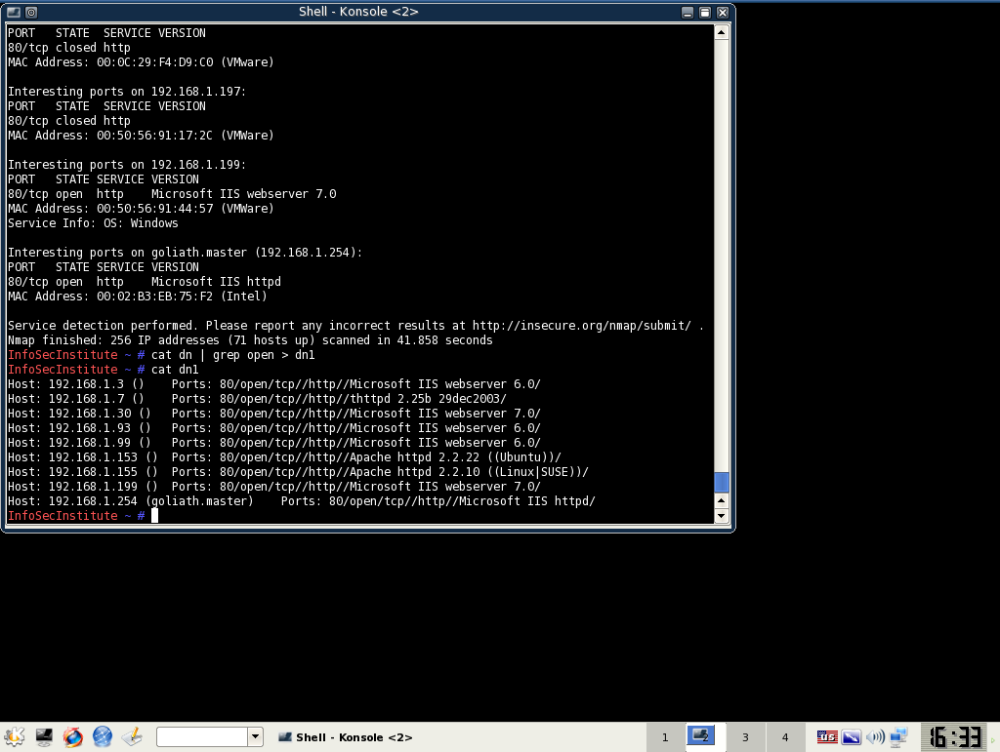 Shell - Konsole <2>
PORT   STATE  SERVICE VERSION
80/tcp closed http
MAC Address: 00:0C:29:F4:D9:C0 (VMware)
Interesting ports on 192.168.1.197:
PORT   STATE  SERVICE VERSION
80/tcp closed http
MAC Address: 00:50:56:91:17:2C (VMWare)
Interesting ports on 192.168.1.199:
PORT   STATE SERVICE VERSION
80/tcp open  http    Microsoft IIS webserver 7.0
MAC Address: 00:50:56:91:44:57 (VMWare)
Service Info: OS: Windows
Interesting ports on goliath.master (192.168.1.254):
PORT   STATE SERVICE VERSION
80/tcp open  http    Microsoft IIS httpd
MAC Address: 00:02:B3:EB:75:F2 (Intel)
Service detection performed. Please report any incorrect results at http://insecure.org/nmap/submit/ .
Nmap finished: 256 IP addresses (71 hosts up) scanned in 41.858 seconds
InfoSecInstitute ~ # cat dn | grep open > dn1
InfoSecInstitute ~ # cat dn1
Host: 192.168.1.3 ()    Ports: 80/open/tcp//http//Microsoft IIS webserver 6.0/
Host: 192.168.1.7 ()    Ports: 80/open/tcp//http//thttpd 2.25b 29dec2003/
Host: 192.168.1.30 ()   Ports: 80/open/tcp//http//Microsoft IIS webserver 7.0/
Host: 192.168.1.93 ()   Ports: 80/open/tcp//http//Microsoft IIS webserver 6.0/
Host: 192.168.1.99 ()   Ports: 80/open/tcp//http//Microsoft IIS webserver 6.0/
Host: 192.168.1.153 ()  Ports: 80/open/tcp//http//Apache httpd 2.2.22 ((Ubuntu))/
Host: 192.168.1.155 ()  Ports: 80/open/tcp//http//Apache httpd 2.2.10 ((Linux|SUSE))/
Host: 192.168.1.199 ()  Ports: 80/open/tcp//http//Microsoft IIS webserver 7.0/
Host: 192.168.1.254 (goliath.master)    Ports: 80/open/tcp//http//Microsoft IIS httpd/
InfoSecInstitute ~ #
Shell - Konsole <2> 1 2 3 4 16:33